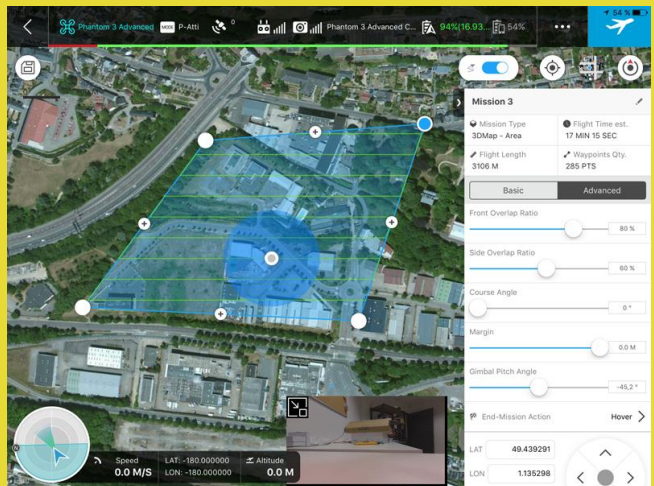 Phantom 3 Advanced MODE P-Atti 0 Phantom 3 Advanced C... 94%(16.93... 54% ••• 54 %
Mission 3
Mission Type
3DMap - Area
Flight Time est.
17 MIN 15 SEC
Flight Length
3106 M
Waypoints Qty.
285 PTS
Basic Advanced
Front Overlap Ratio
80 %
Side Overlap Ratio
60 %
Course Angle
0 °
Margin
0.0 M
Gimbal Pitch Angle
-45,2 °
End-Mission Action Hover
LAT 49.439291
LON 1.135298
Speed
0.0 M/S
LAT: -180.000000
LON: -180.000000
Altitude
0.0 M